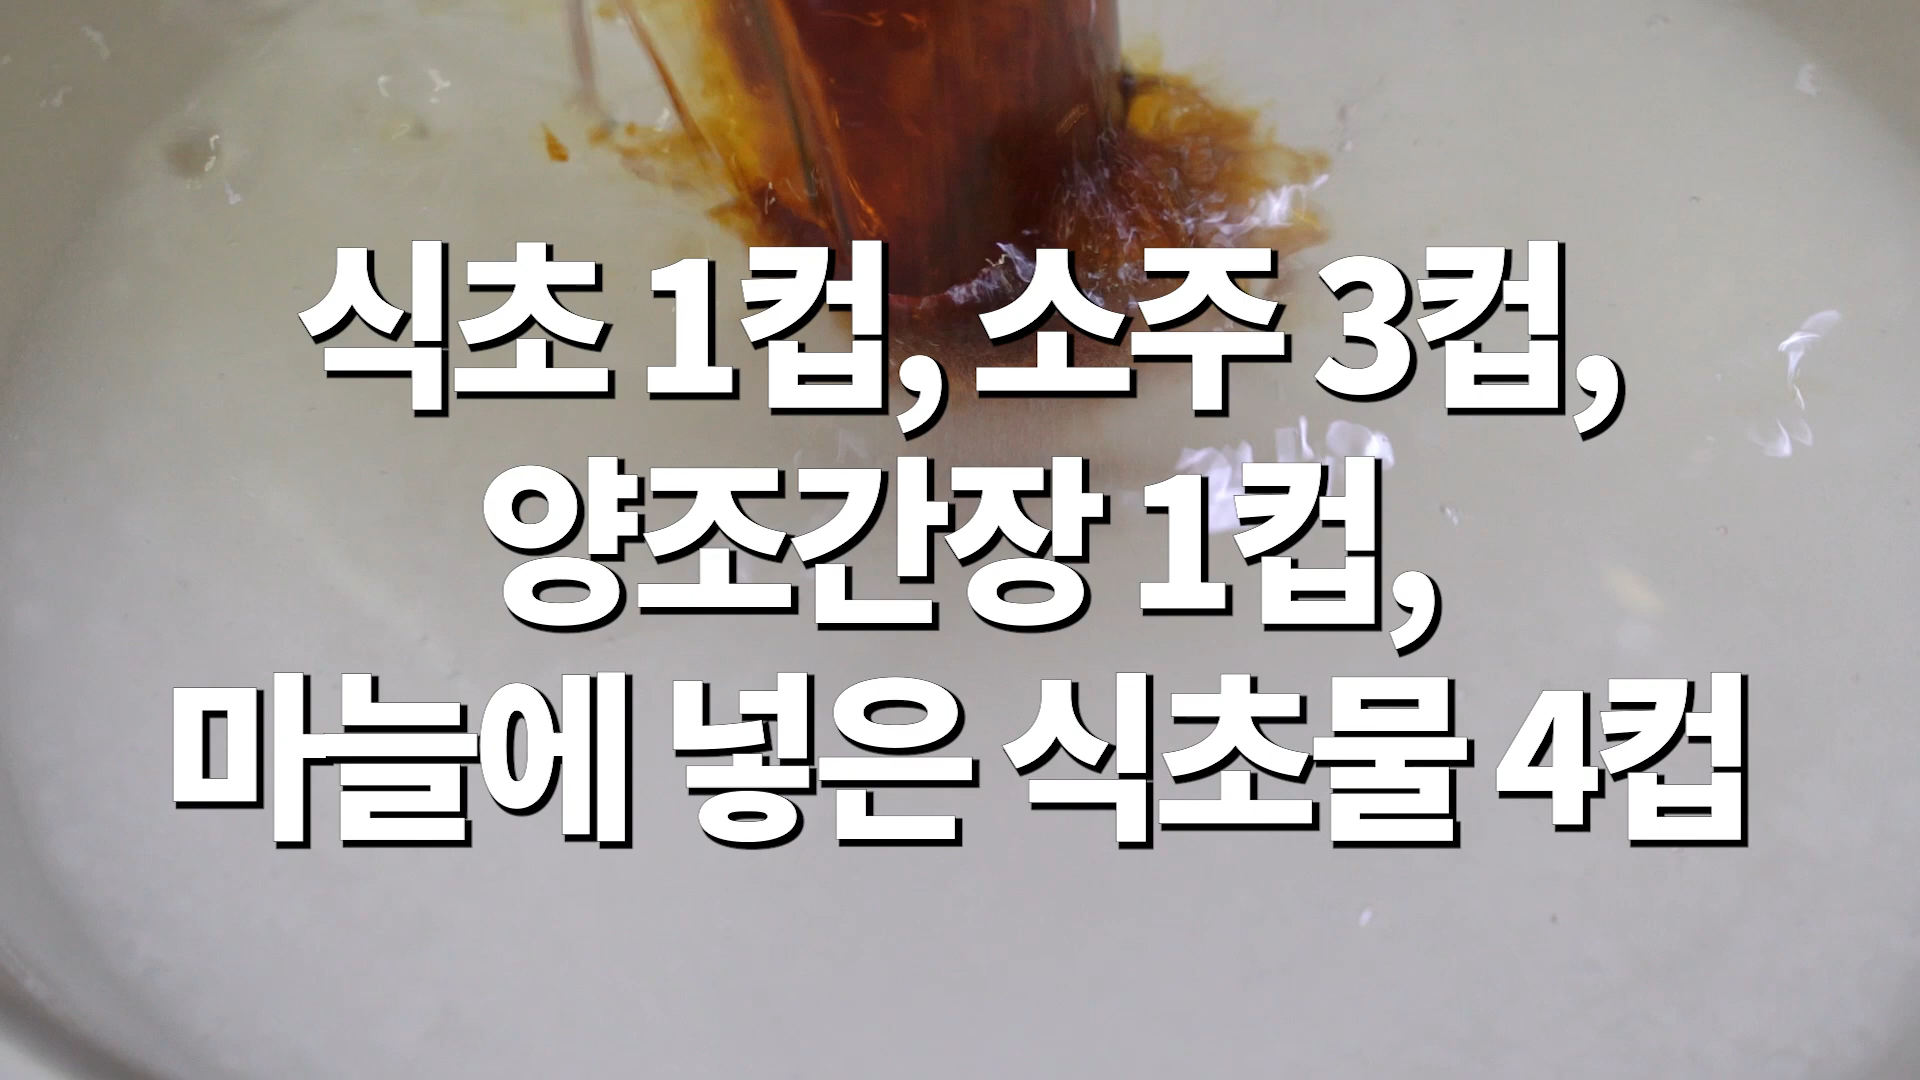 식초 1컵, 소주 3컵,
양조간장 1컵,
마늘에 넣은 식초물 4컵